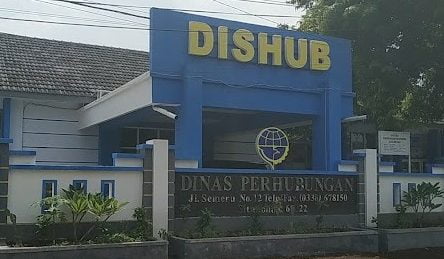 DISHUB
DINAS PERHUBUNGAN
Jl. Semeru No. 12 Telp/Fax. (0338) 678150